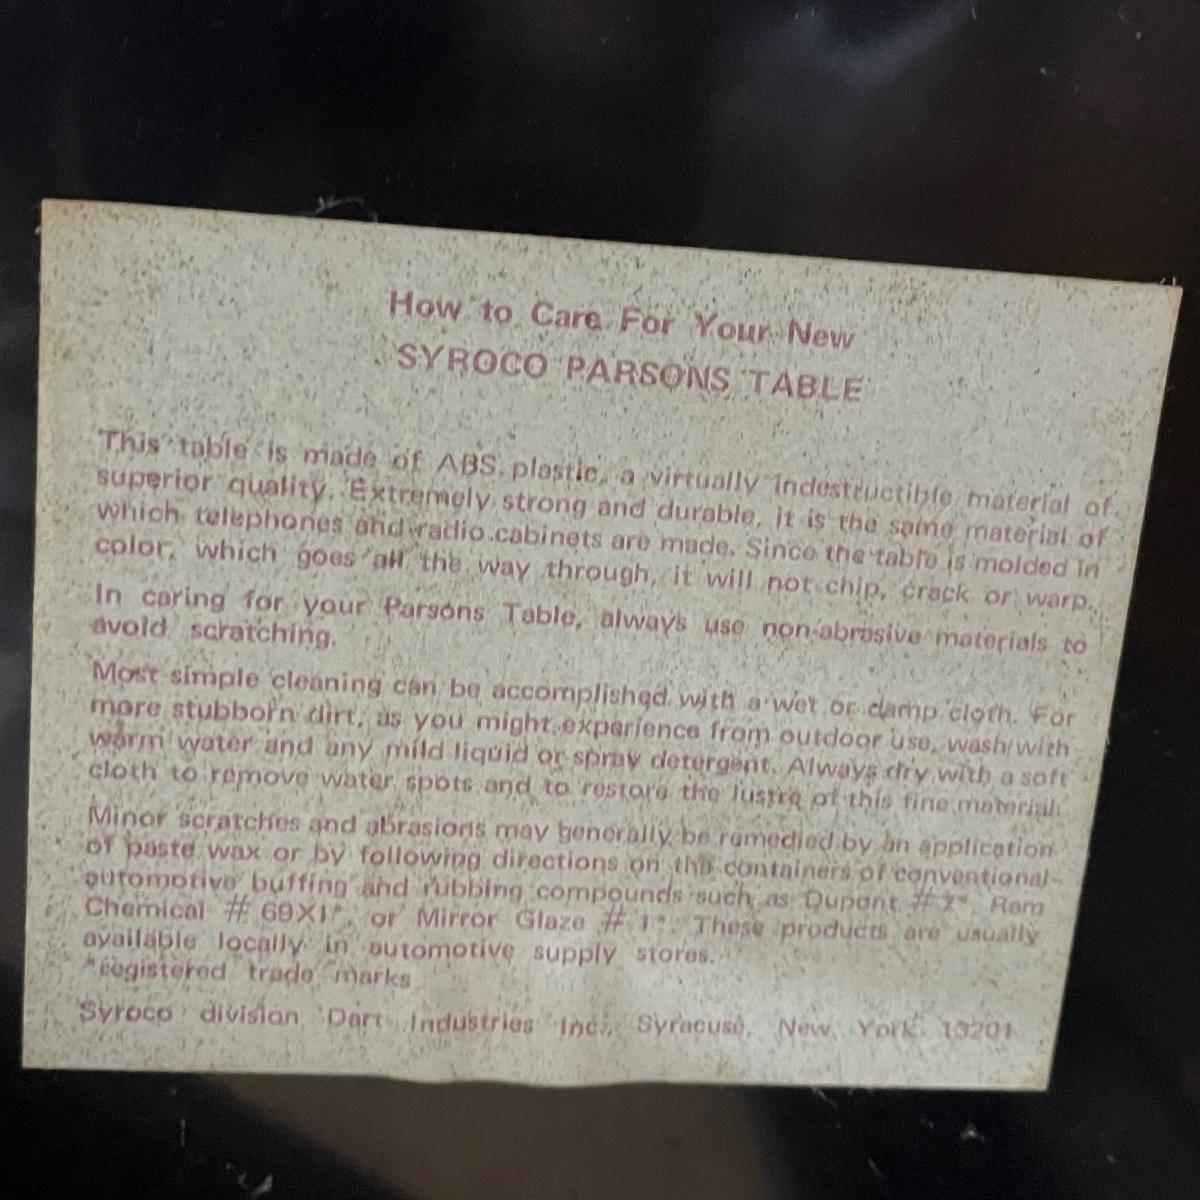 How to Care For Your New
SYROCO PARSONS TABLE
This table is made of ABS plastic, a virtually indestructible material of
superior quality. Extremely strong and durable, it is the same material of
which telephones and radio cabinets are made. Since the table is molded in
color, which goes all the way through, it will not chip, crack or warp.
In caring for your Parsons Table, always use non-abrasive materials to
avoid scratching.
Most simple cleaning can be accomplished with a wet or damp cloth. For
more stubborn dirt, as you might experience from outdoor use, wash with
warm water and any mild liquid or spray detergent. Always dry with a soft
cloth to remove water spots and to restore the lustre of this fine material.
Minor scratches and abrasions may generally be remedied by an application
of paste wax or by following directions on the containers of conventional
automotive buffing and rubbing compounds such as Dupont #7* Ram
Chemical # 69X1*, or Mirror Glaze # 1*. These products are usually
available locally in automotive supply stores.
*registered trade marks
Syroco division Dart Industries Inc., Syracuse, New York 13201